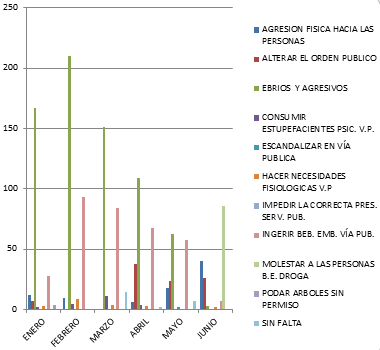 250
200
150
100
50
0
ENERO
FEBRERO
MARZO
ABRIL
MAYO
JUNIO
AGRESION FISICA HACIA LAS
PERSONAS
ALTERAR EL ORDEN PUBLICO
EBRIOS Y AGRESIVOS
CONSUMIR
ESTUPEFACIENTES PSIC. V.P.
ESCANDALIZAR EN VÍA
PUBLICA
HACER NECESIDADES
FISIOLOGICAS V.P
IMPEDIR LA CORRECTA PRES.
SERV. PUB.
INGERIR BEB. EMB. VÍA PUB.
MOLESTAR A LAS PERSONAS
B.E. DROGA
PODAR ARBOLES SIN
PERMISO
SIN FALTA